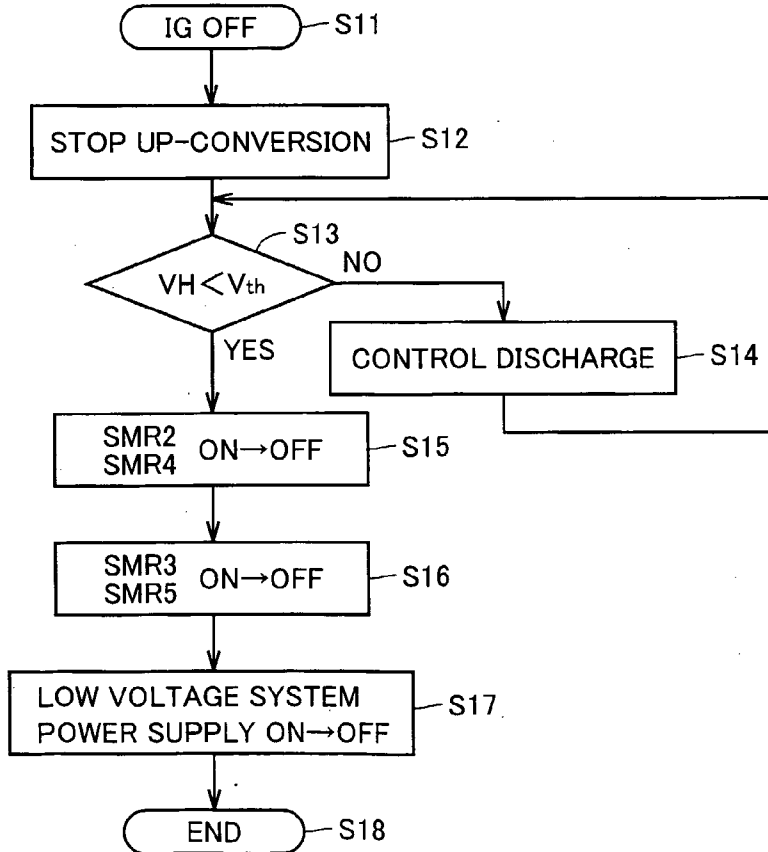 IG OFF
S11
STOP UP-CONVERSION
S12
S13
VH<Vth
NO
YES
CONTROL DISCHARGE
S14
SMR2
SMR4 ON→OFF
S15
SMR3
SMR5 ON→OFF
S16
LOW VOLTAGE SYSTEM
POWER SUPPLY ON→OFF
S17
END
S18